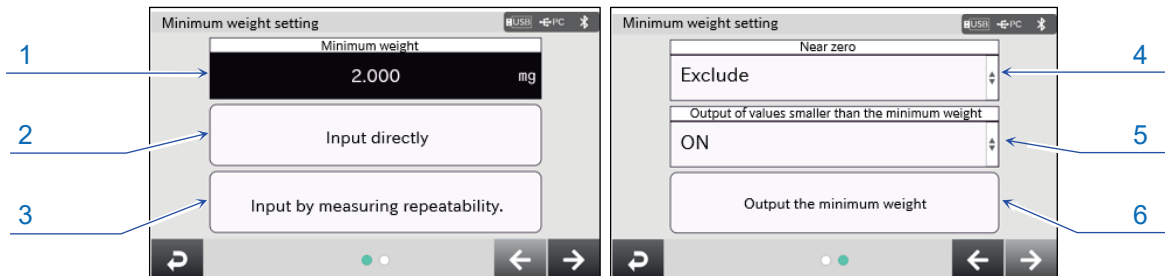 Minimum weight setting
USB PC
Minimum weight
1
2.000 mg
2
Input directly
3
Input by measuring repeatability.
Minimum weight setting
USB PC
Near zero
4
Exclude
Output of values smaller than the minimum weight
5
ON
6
Output the minimum weight